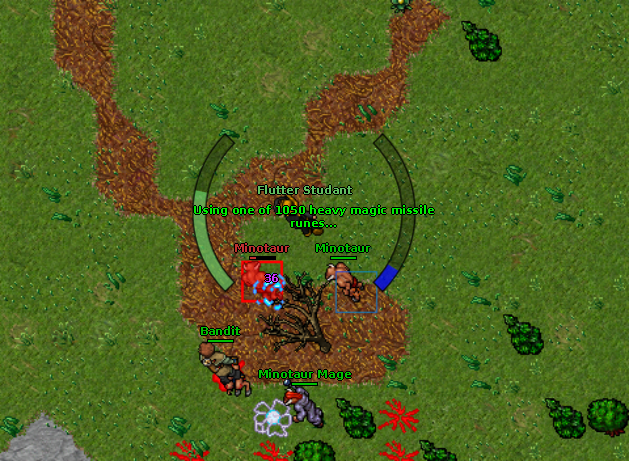 Flutter Studant
Using one of 1050 heavy magic missile
runes...
Minotaur
Minotaur
36
Bandit
Minotaur Mage